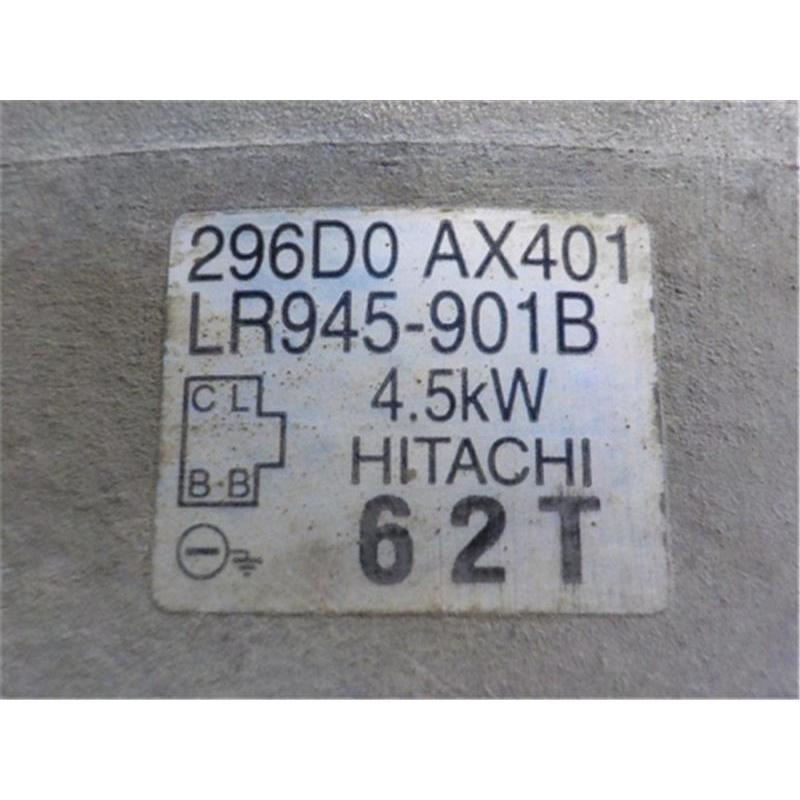 296D0 AX401
LR945-901B
C L
4.5kW
HITACHI
B B
62T